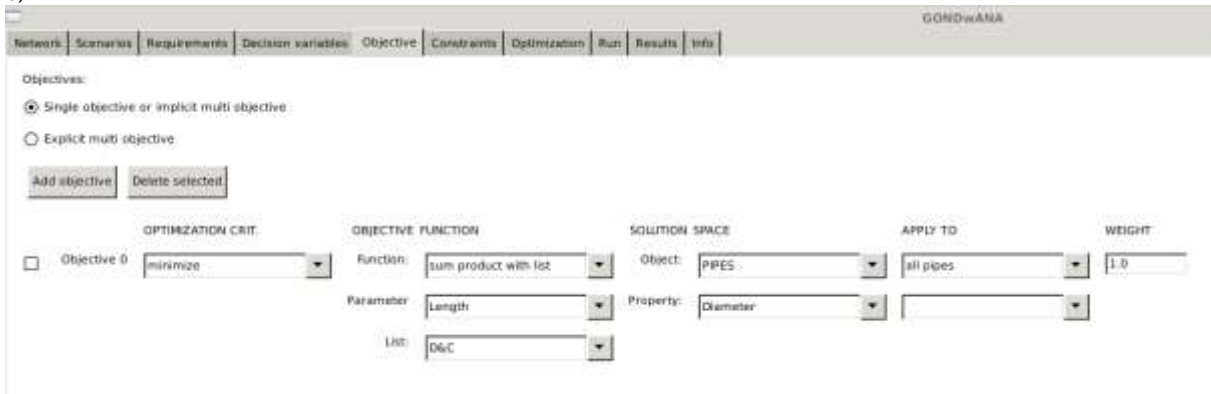 GONDwANA
Network Scenarios Requirements Decision variables Objective Constraints Optimization Run Results Info
Objectives:
Single objective or implicit multi objective
Explicit multi objective
Add objective Delete selected
OPTIMIZATION CRIT. OBJECTIVE FUNCTION SOLUTION SPACE APPLY TO WEIGHT
Objective 0 minimize Function: sum product with list Object: PIPES all pipes 1.0
Parameter Length Property: Diameter
List: D&C